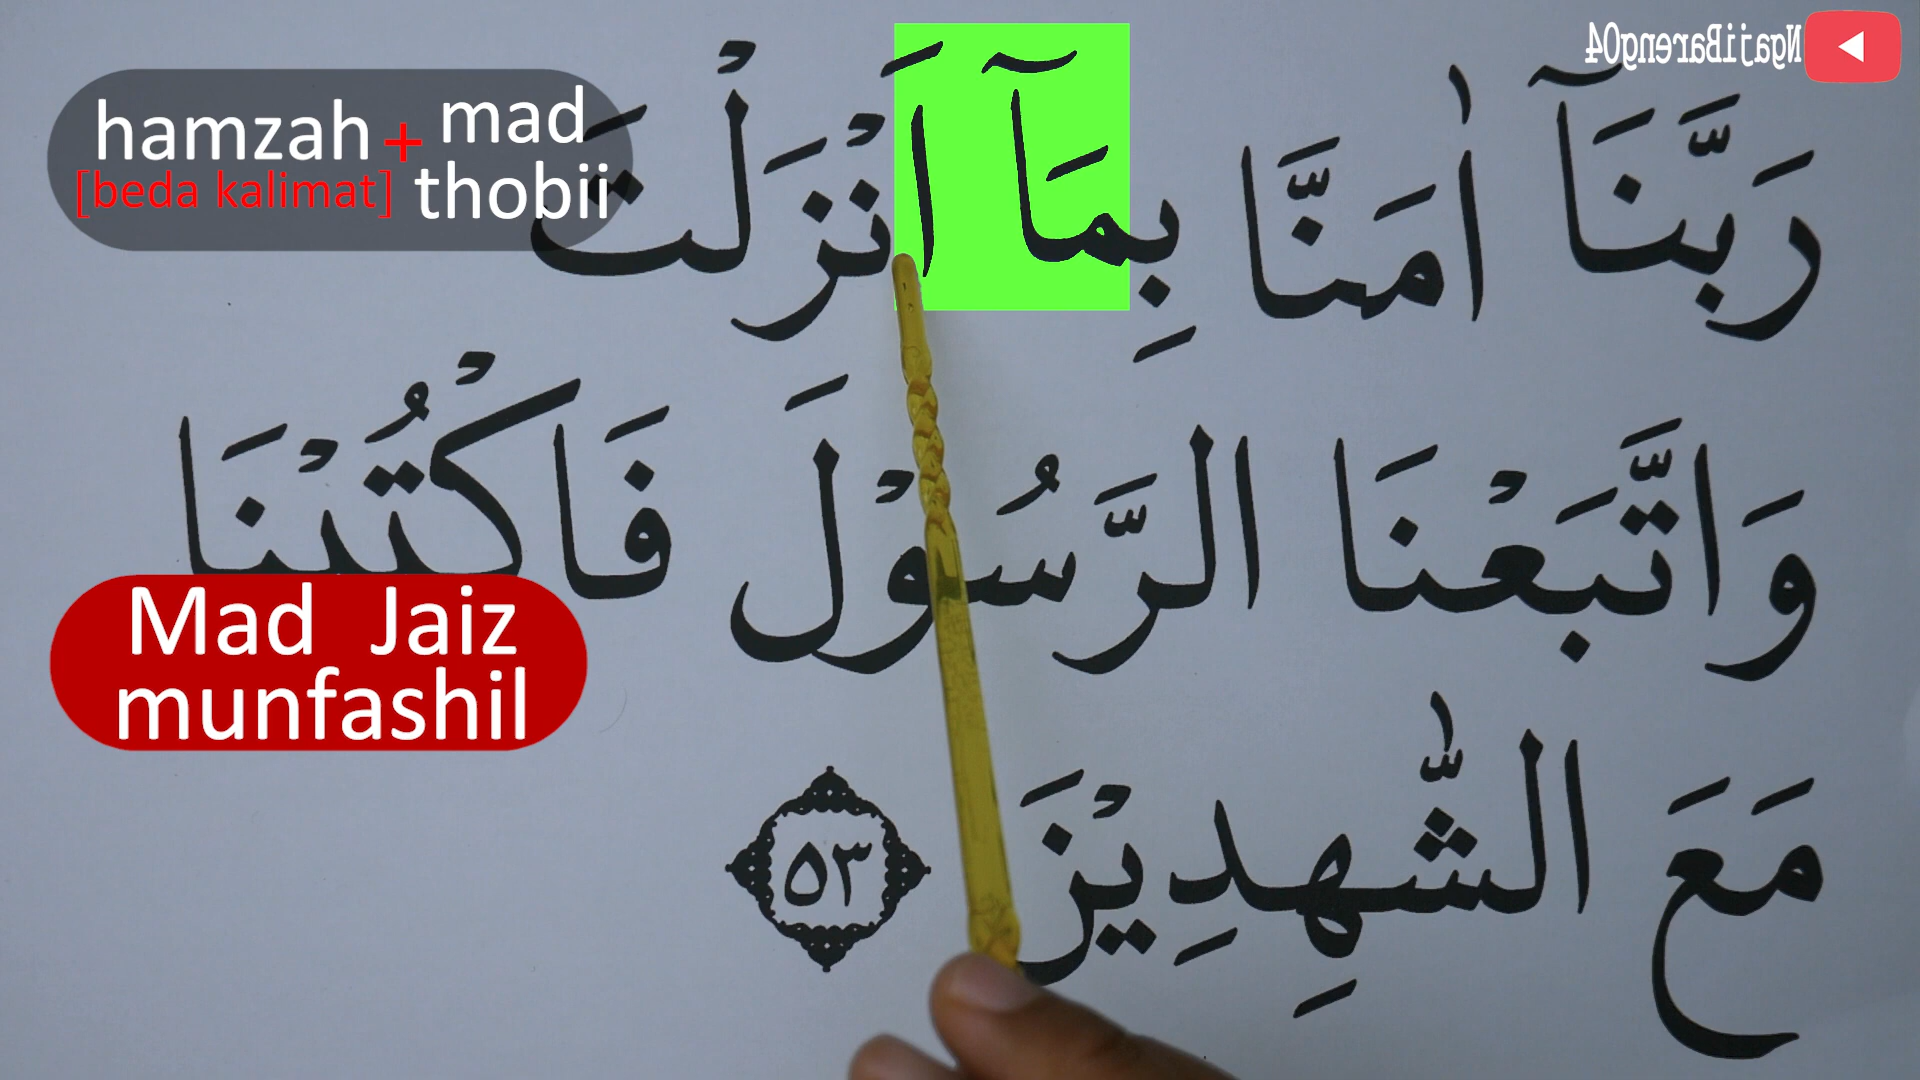 NgajiBareng04
hamzah + mad
[beda kalimat] thobii
رَبَّنَآ اٰمَنَّا بِمَآ اَنْزَلْتَ
وَاتَّبَعْنَا الرَّسُوْلَ فَاكْتُبْنَا
Mad Jaiz
munfashil
مَعَ الشّٰهِدِيْنَ ٥٣